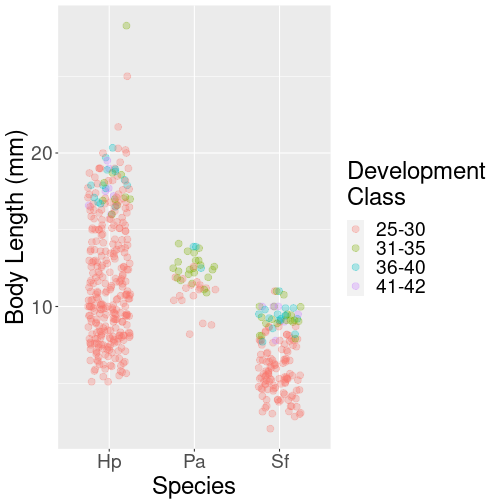 Body Length (mm)
20
10
Hp Pa Sf
Species
Development
Class
25-30
31-35
36-40
41-42